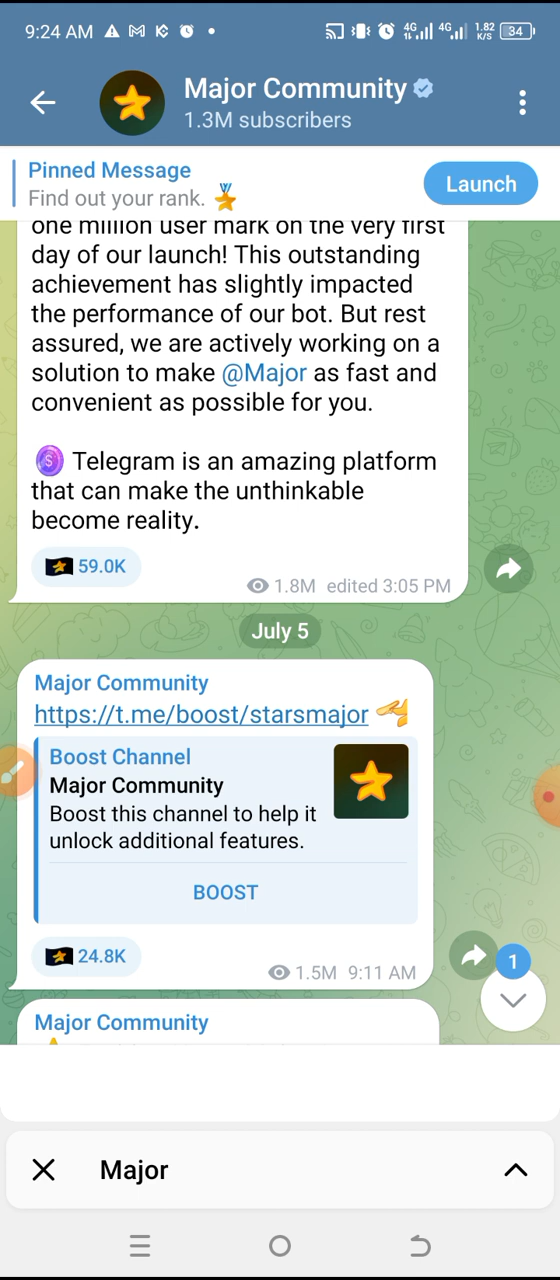 9:24 AM
4G 4G 1.82 K/S 34
Major Community
1.3M subscribers
Pinned Message
Find out your rank.
Launch
one million user mark on the very first
day of our launch! This outstanding
achievement has slightly impacted
the performance of our bot. But rest
assured, we are actively working on a
solution to make @Major as fast and
convenient as possible for you.
Telegram is an amazing platform
that can make the unthinkable
become reality.
59.0K
1.8M edited 3:05 PM
July 5
Major Community
https://t.me/boost/starsmajor
Boost Channel
Major Community
Boost this channel to help it
unlock additional features.
BOOST
24.8K
1.5M 9:11 AM
1
Major Community
Major